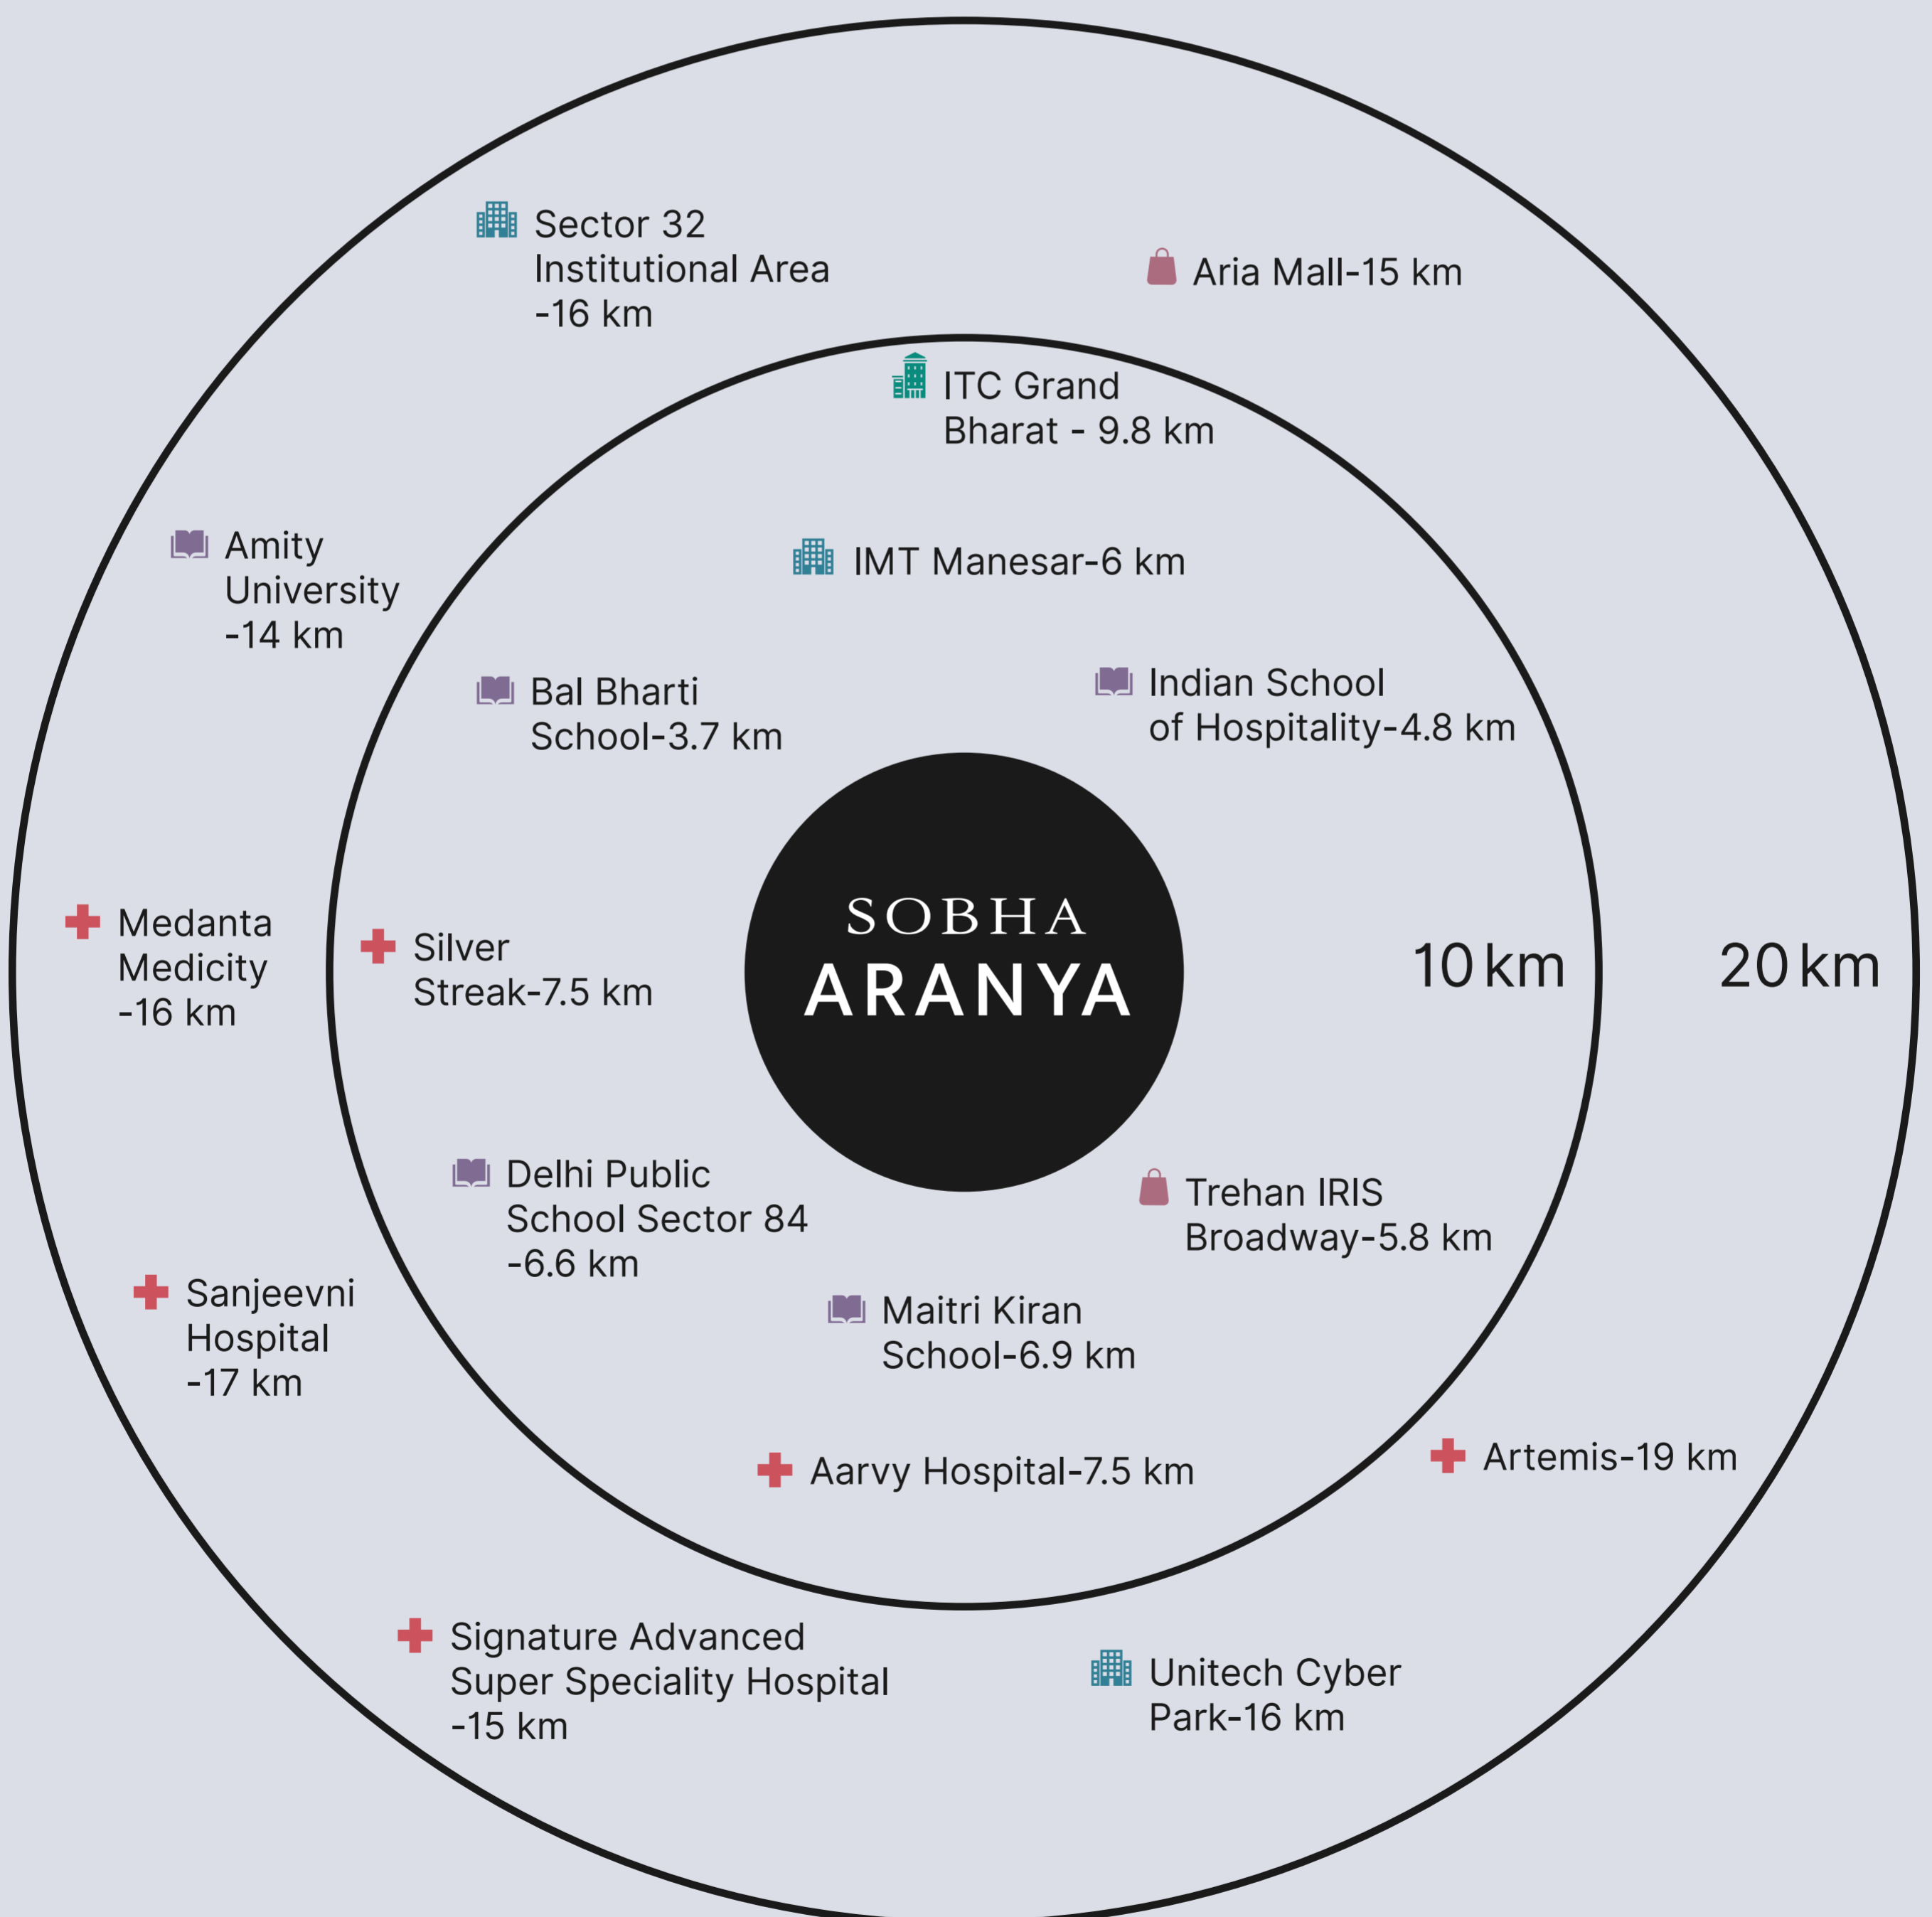 Sector 32
Institutional Area
-16 km
Aria Mall-15 km
ITC Grand
Bharat - 9.8 km
Amity
University
-14 km
IMT Manesar-6 km
Bal Bharti
School-3.7 km
Indian School
of Hospitality-4.8 km
Medanta
Medicity
-16 km
Silver
Streak-7.5 km
SOBHA
ARANYA
10 km
20 km
Delhi Public
School Sector 84
-6.6 km
Trehan IRIS
Broadway-5.8 km
Sanjeevni
Hospital
-17 km
Maitri Kiran
School-6.9 km
Aarvy Hospital-7.5 km
Artemis-19 km
Signature Advanced
Super Speciality Hospital
-15 km
Unitech Cyber
Park-16 km